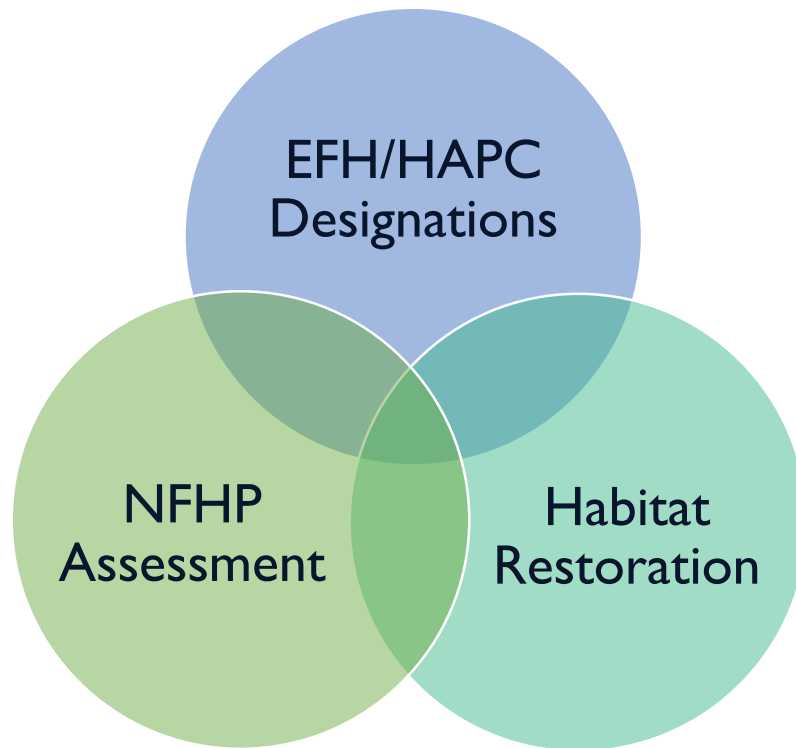 EFH/HAPC
Designations
NFHP
Assessment
Habitat
Restoration